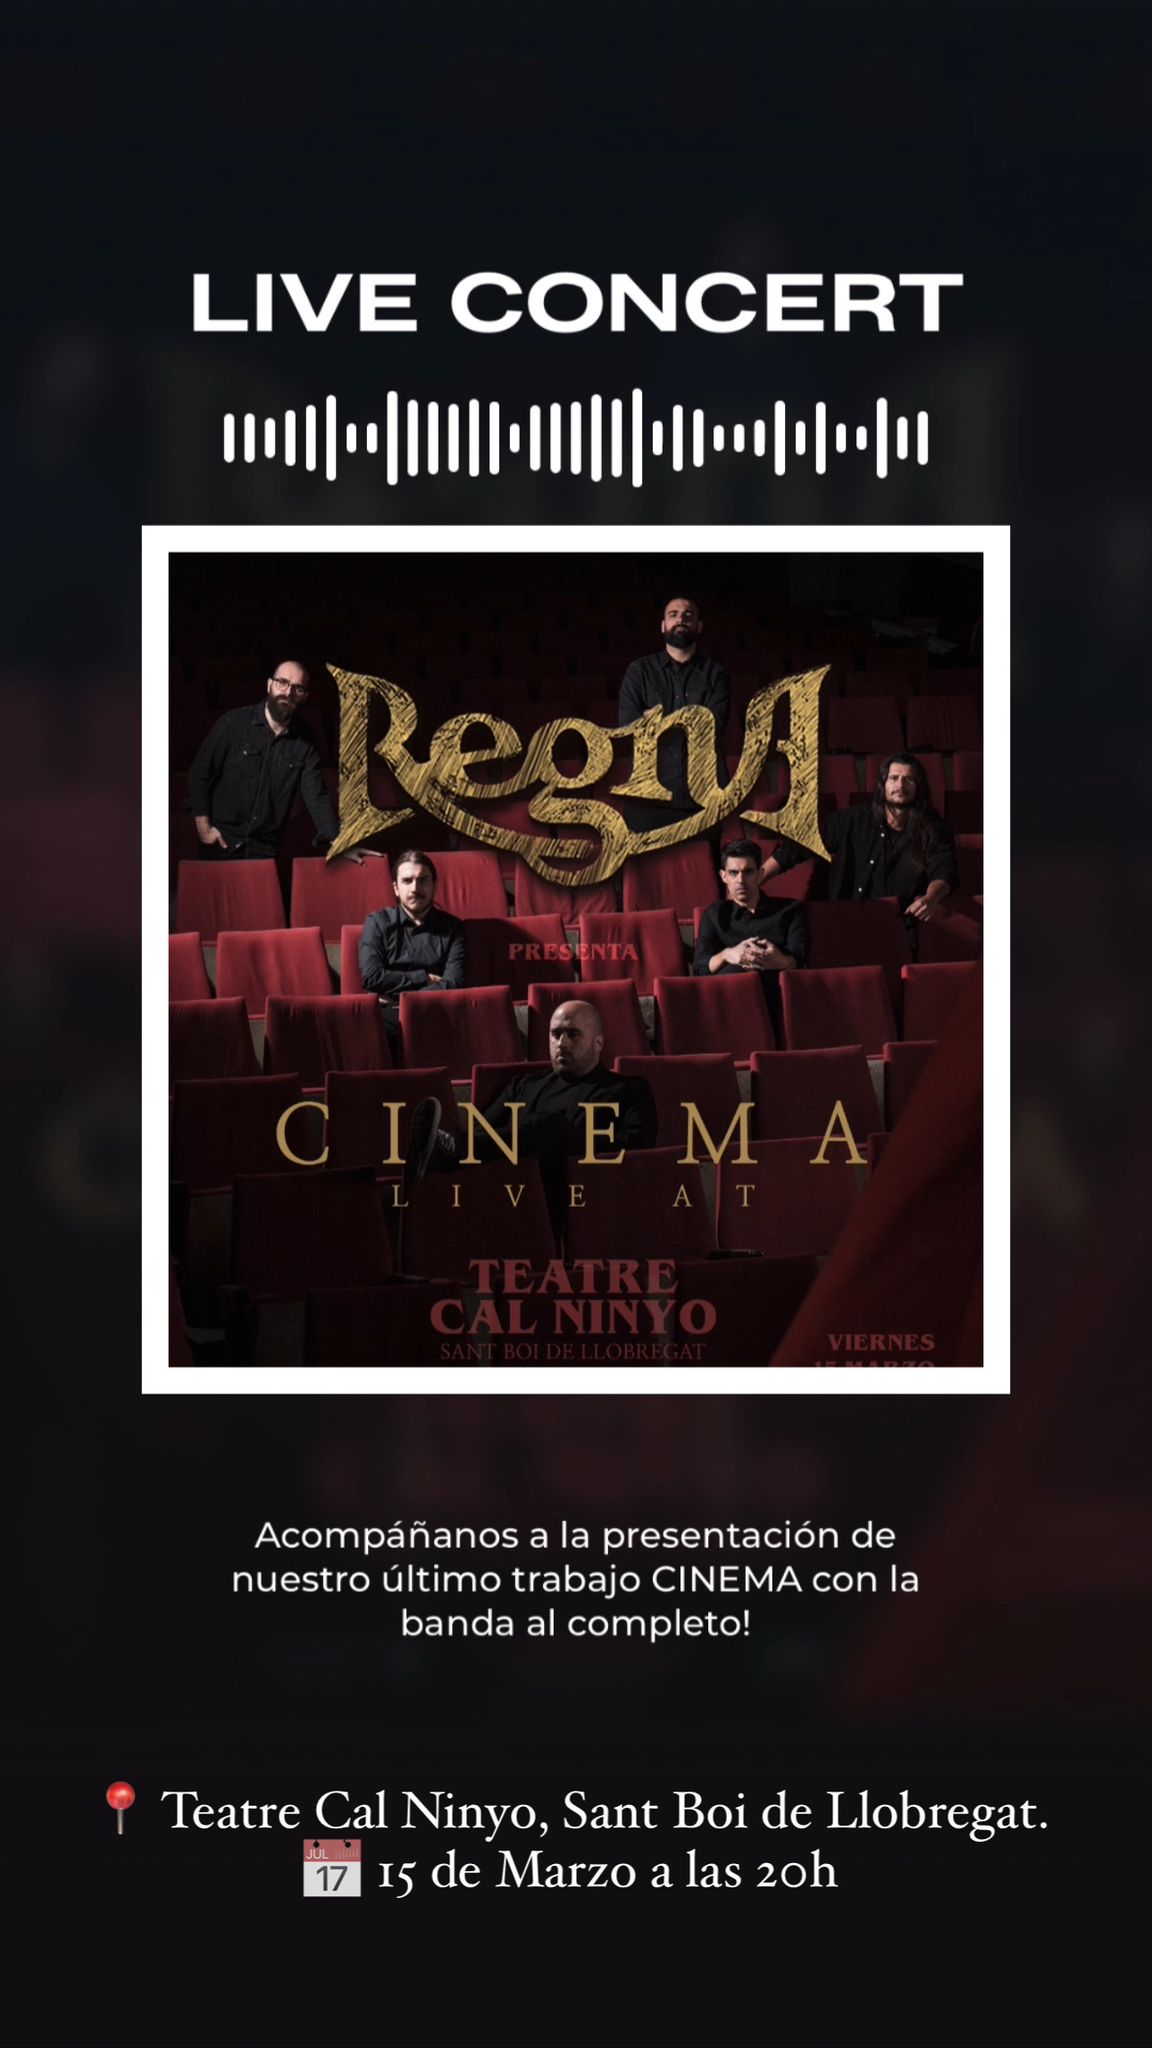 LIVE CONCERT
RegnA
PRESENTA
CINEMA
LIVE AT
TEATRE
CAL NINYO
SANT BOI DE LLOBREGAT
VIERNES
15 MARZO
Acompáñanos a la presentación de
nuestro último trabajo CINEMA con la
banda al completo!
Teatre Cal Ninyo, Sant Boi de Llobregat.
JUL
17
15 de Marzo a las 20h